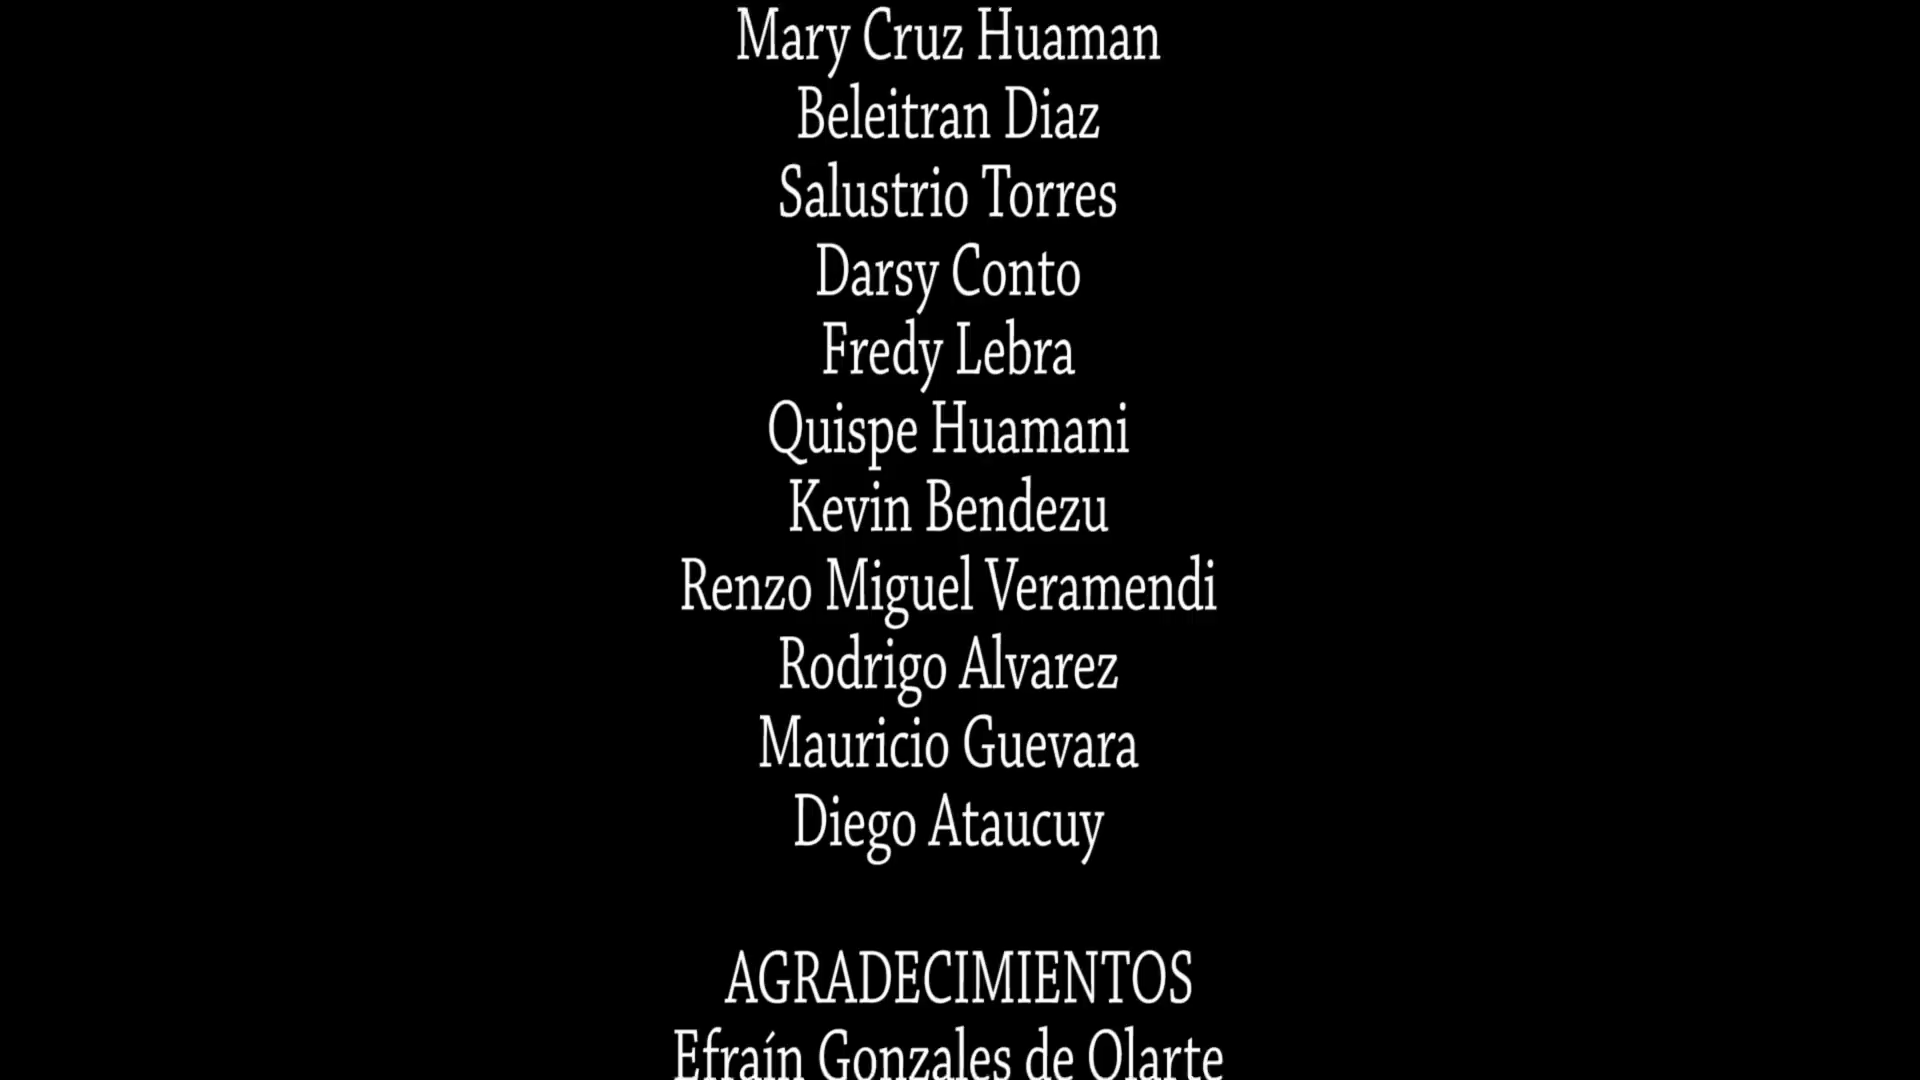 Mary Cruz Huaman
Beleitran Diaz
Salustrio Torres
Darsy Conto
Fredy Lebra
Quispe Huamani
Kevin Bendezu
Renzo Miguel Veramendi
Rodrigo Alvarez
Mauricio Guevara
Diego Ataucuy
AGRADECIMIENTOS
Efraín Gonzales de Olarte